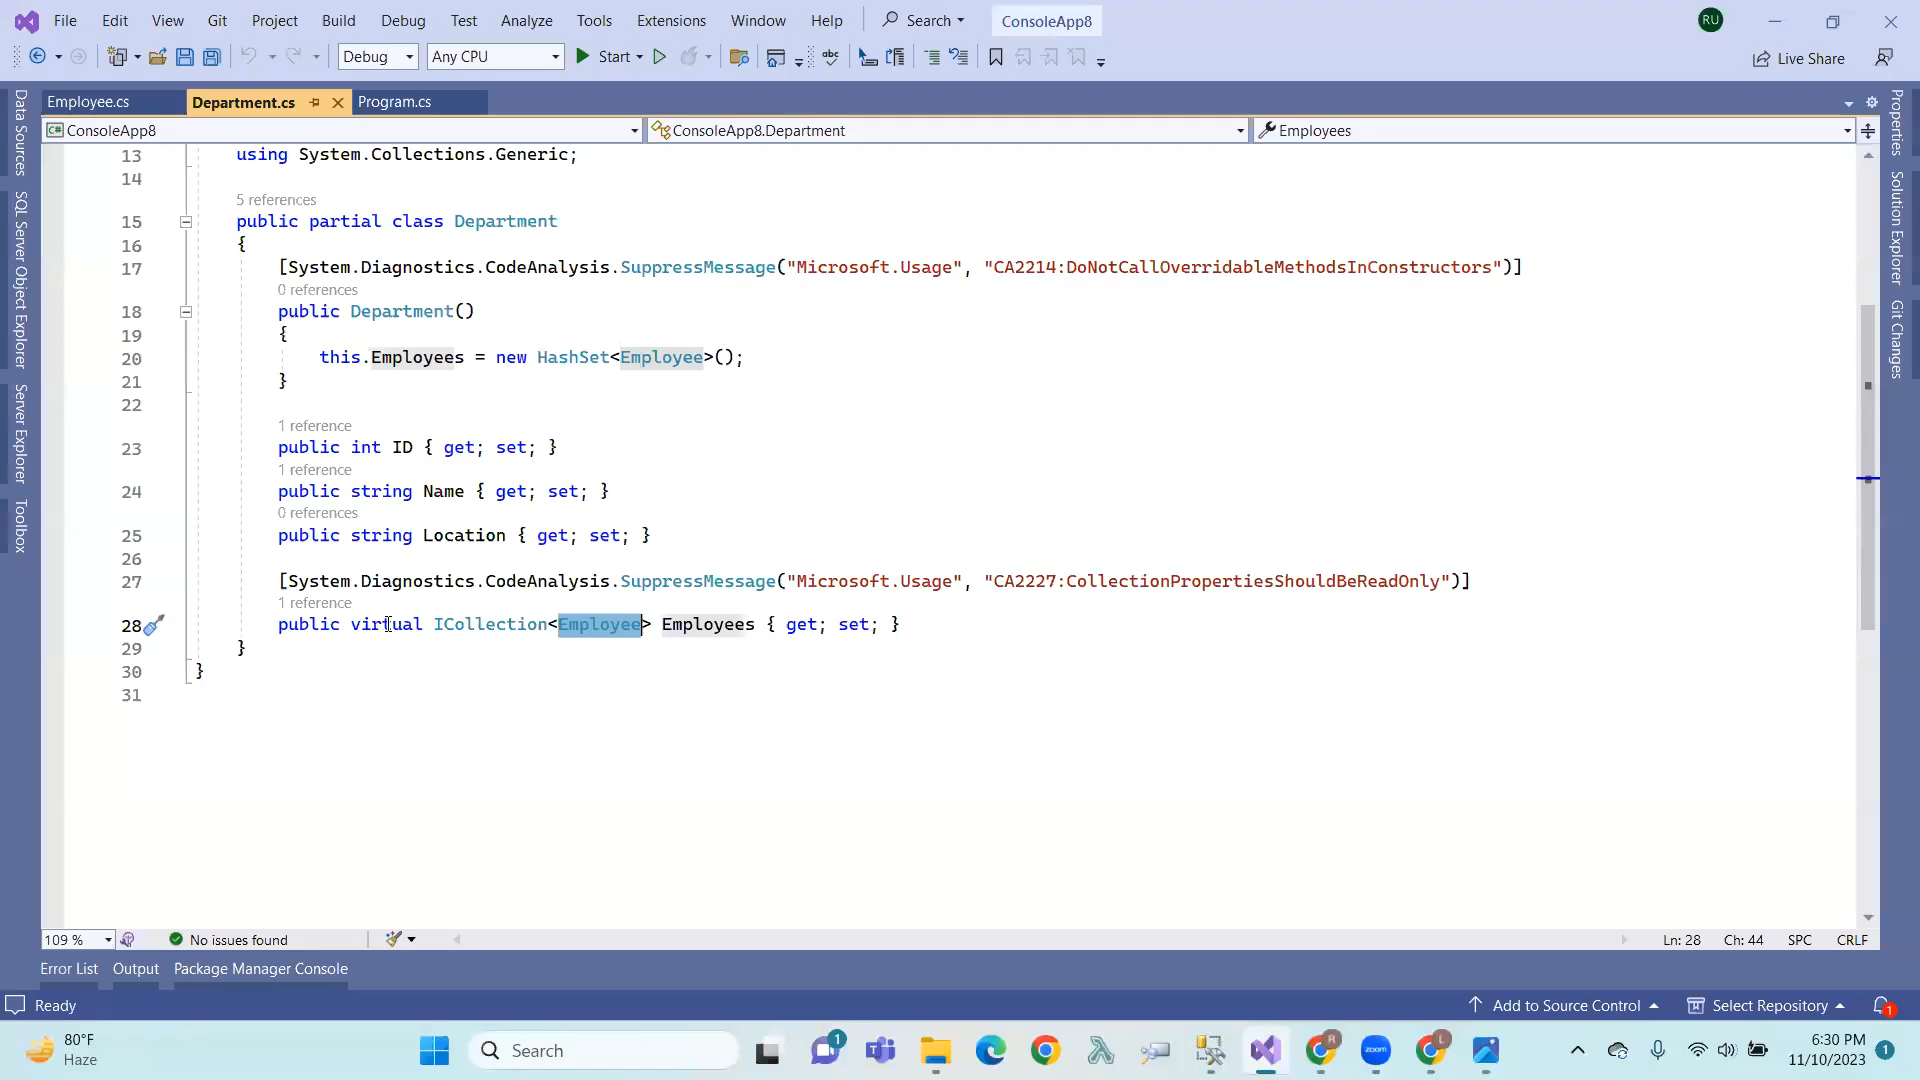 File Edit View Git Project Build Debug Test Analyze Tools Extensions Window Help Search ConsoleApp8 RU
Debug Any CPU Start abc Live Share
Employee.cs Department.cs Program.cs
C# ConsoleApp8 ConsoleApp8.Department Employees
13 using System.Collections.Generic;
14
5 references
15 public partial class Department
16 {
17 [System.Diagnostics.CodeAnalysis.SuppressMessage("Microsoft.Usage", "CA2214:DoNotCallOverridableMethodsInConstructors")]
0 references
18 public Department()
19 {
20 this.Employees = new HashSet<Employee>();
21 }
22
1 reference
23 public int ID { get; set; }
1 reference
24 public string Name { get; set; }
0 references
25 public string Location { get; set; }
26
27 [System.Diagnostics.CodeAnalysis.SuppressMessage("Microsoft.Usage", "CA2227:CollectionPropertiesShouldBeReadOnly")]
1 reference
28 public virtual ICollection<Employee> Employees { get; set; }
29 }
30 }
31
Data Sources
SQL Server Object Explorer
Server Explorer
Toolbox
Properties
Solution Explorer
Git Changes
109 % No issues found Ln: 28 Ch: 44 SPC CRLF
Error List Output Package Manager Console
Ready Add to Source Control Select Repository 1
80°F
Haze
Search
1
R
zoom
L
6:30 PM
11/10/2023
1